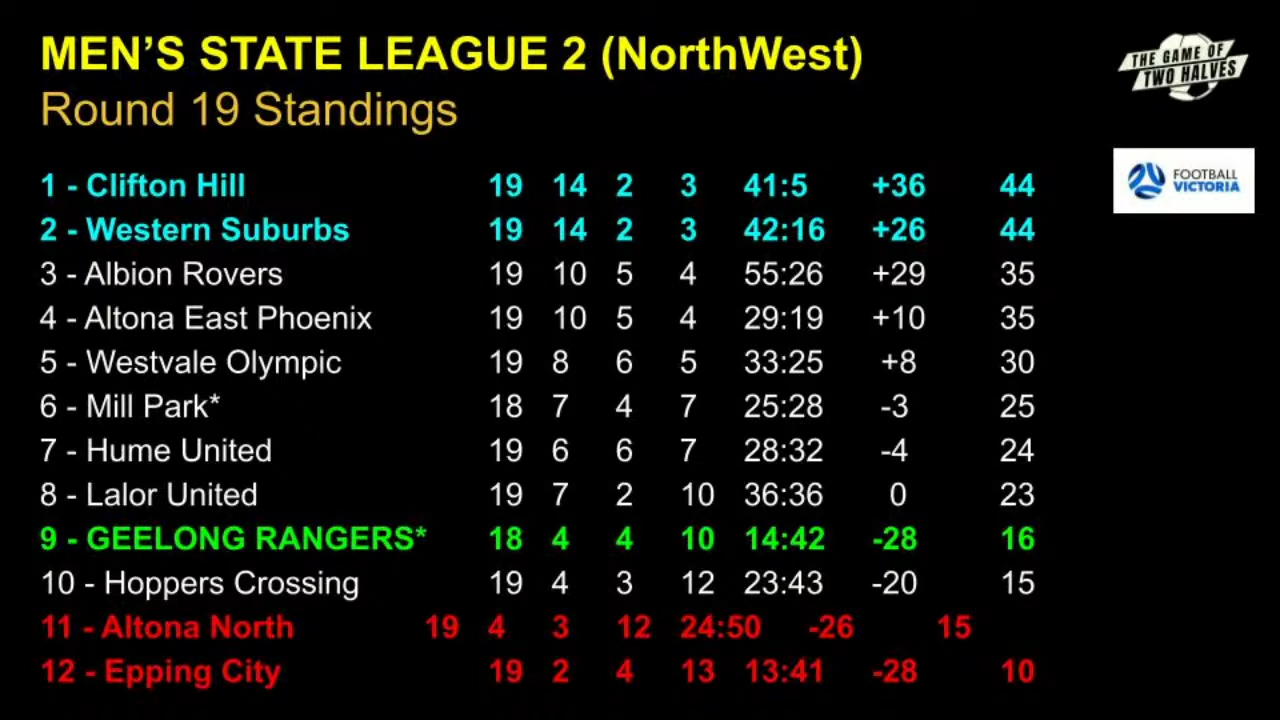 MEN’S STATE LEAGUE 2 (NorthWest)
Round 19 Standings
THE GAME OF
TWO HALVES
FOOTBALL
VICTORIA
1 - Clifton Hill 19 14 2 3 41:5 +36 44
2 - Western Suburbs 19 14 2 3 42:16 +26 44
3 - Albion Rovers 19 10 5 4 55:26 +29 35
4 - Altona East Phoenix 19 10 5 4 29:19 +10 35
5 - Westvale Olympic 19 8 6 5 33:25 +8 30
6 - Mill Park* 18 7 4 7 25:28 -3 25
7 - Hume United 19 6 6 7 28:32 -4 24
8 - Lalor United 19 7 2 10 36:36 0 23
9 - GEELONG RANGERS* 18 4 4 10 14:42 -28 16
10 - Hoppers Crossing 19 4 3 12 23:43 -20 15
11 - Altona North 19 4 3 12 24:50 -26 15
12 - Epping City 19 2 4 13 13:41 -28 10